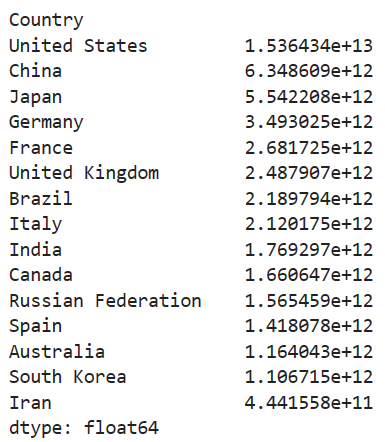 Country
United States         1.536434e+13
China                 6.348609e+12
Japan                 5.542208e+12
Germany               3.493025e+12
France                2.681725e+12
United Kingdom        2.487907e+12
Brazil                2.189794e+12
Italy                 2.120175e+12
India                 1.769297e+12
Canada                1.660647e+12
Russian Federation    1.565459e+12
Spain                 1.418078e+12
Australia             1.164043e+12
South Korea           1.106715e+12
Iran                  4.441558e+11
dtype: float64